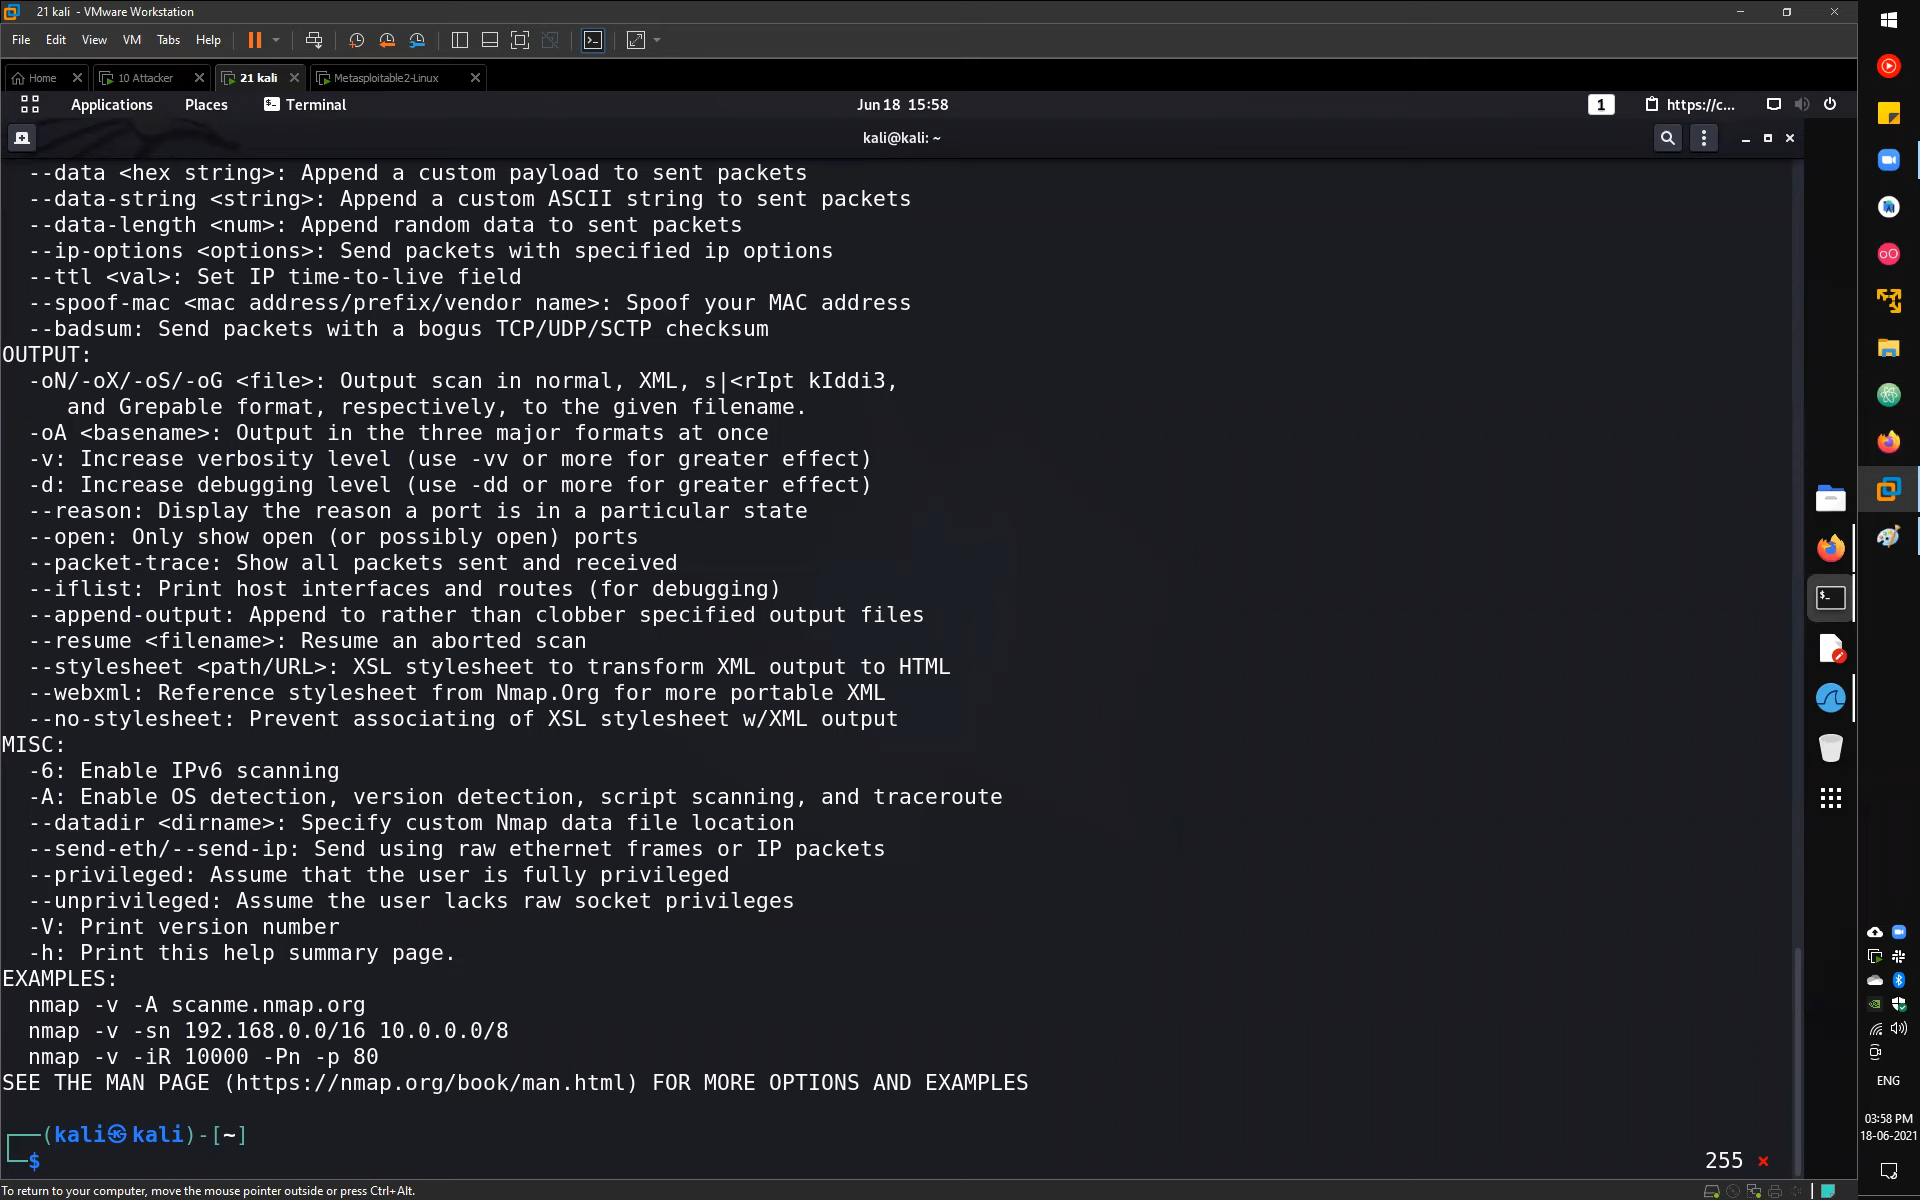 21 kali - VMware Workstation
File Edit View VM Tabs Help
Home 10 Attacker 21 kali Metasploitable2-Linux
Applications Places Terminal Jun 18 15:58 1 https://c...
kali@kali: ~
--data <hex string>: Append a custom payload to sent packets
--data-string <string>: Append a custom ASCII string to sent packets
--data-length <num>: Append random data to sent packets
--ip-options <options>: Send packets with specified ip options
--ttl <val>: Set IP time-to-live field
--spoof-mac <mac address/prefix/vendor name>: Spoof your MAC address
--badsum: Send packets with a bogus TCP/UDP/SCTP checksum
OUTPUT:
-oN/-oX/-oS/-oG <file>: Output scan in normal, XML, s|<rIpt kIddi3,
and Grepable format, respectively, to the given filename.
-oA <basename>: Output in the three major formats at once
-v: Increase verbosity level (use -vv or more for greater effect)
-d: Increase debugging level (use -dd or more for greater effect)
--reason: Display the reason a port is in a particular state
--open: Only show open (or possibly open) ports
--packet-trace: Show all packets sent and received
--iflist: Print host interfaces and routes (for debugging)
--append-output: Append to rather than clobber specified output files
--resume <filename>: Resume an aborted scan
--stylesheet <path/URL>: XSL stylesheet to transform XML output to HTML
--webxml: Reference stylesheet from Nmap.Org for more portable XML
--no-stylesheet: Prevent associating of XSL stylesheet w/XML output
MISC:
-6: Enable IPv6 scanning
-A: Enable OS detection, version detection, script scanning, and traceroute
--datadir <dirname>: Specify custom Nmap data file location
--send-eth/--send-ip: Send using raw ethernet frames or IP packets
--privileged: Assume that the user is fully privileged
--unprivileged: Assume the user lacks raw socket privileges
-V: Print version number
-h: Print this help summary page.
EXAMPLES:
nmap -v -A scanme.nmap.org
nmap -v -sn 192.168.0.0/16 10.0.0.0/8
nmap -v -iR 10000 -Pn -p 80
SEE THE MAN PAGE (https://nmap.org/book/man.html) FOR MORE OPTIONS AND EXAMPLES
(kali㉿kali)-[~]
$ 255 ⨯
To return to your computer, move the mouse pointer outside or press Ctrl+Alt.
ENG
03:58 PM
18-06-2021